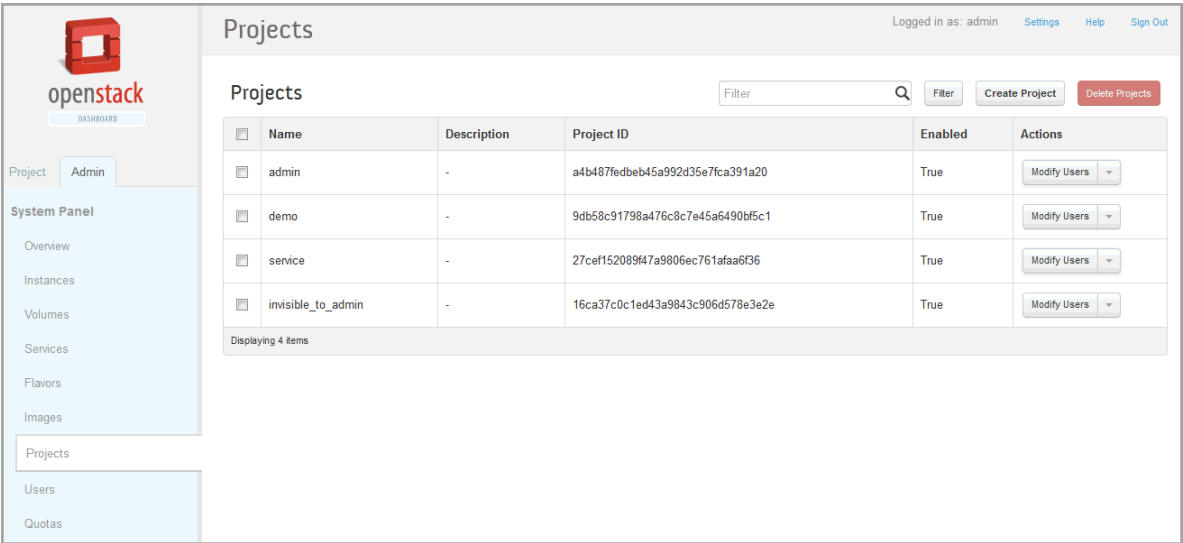 Projects
Logged in as: admin Settings Help Sign Out
openstack
DASHBOARD
Project Admin
System Panel
Overview
Instances
Volumes
Services
Flavors
Images
Projects
Users
Quotas
Projects
Filter Filter Create Project Delete Projects
Name Description Project ID Enabled Actions
admin - a4b487fedbeb45a992d35e7fca391a20 True Modify Users
demo - 9db58c91798a476c8c7e45a6490bf5c1 True Modify Users
service - 27cef152089f47a9806ec761afaa6f36 True Modify Users
invisible_to_admin - 16ca37c0c1ed43a9843c906d578e3e2e True Modify Users
Displaying 4 items